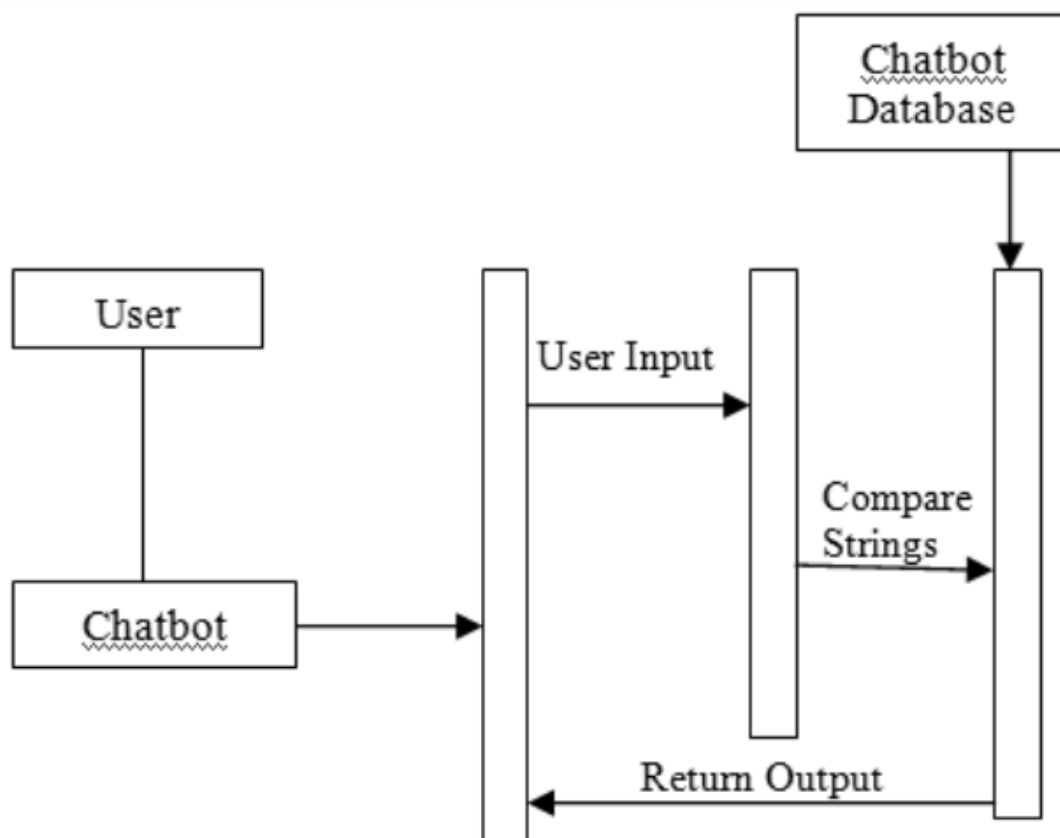 Chatbot
Database
User
User Input
Compare
Strings
Chatbot
Return Output